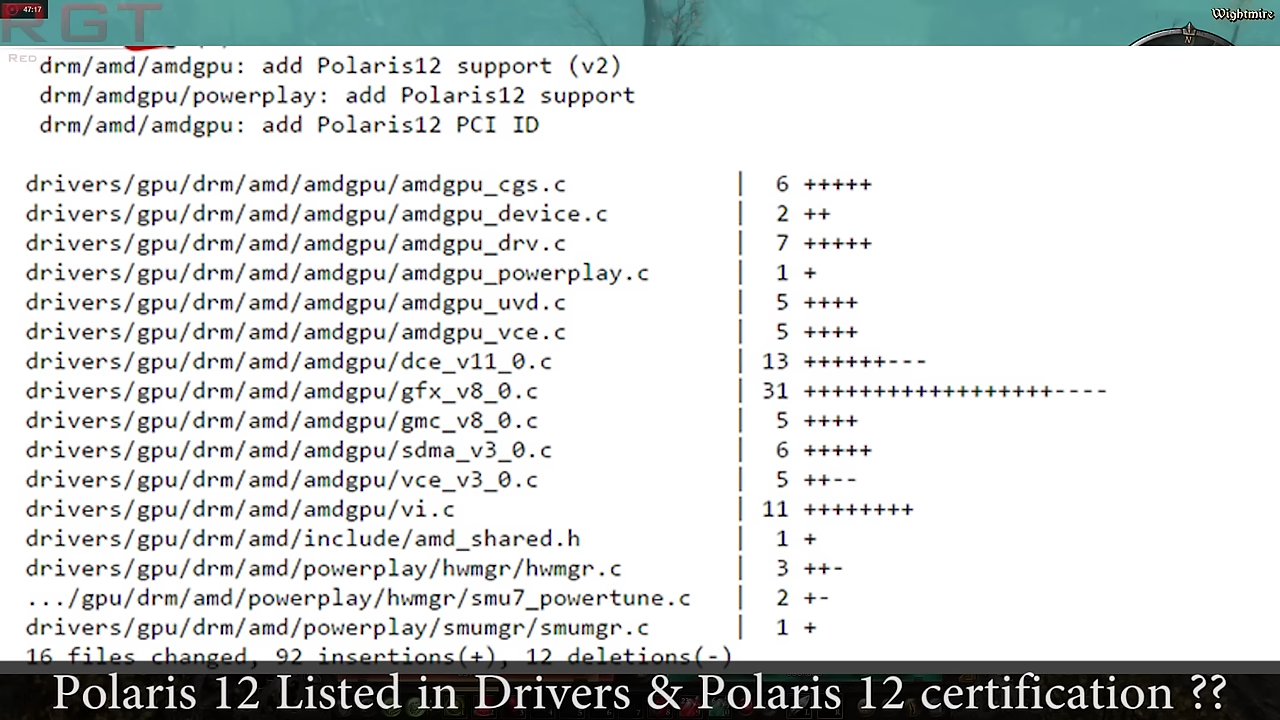 47:17
Wightmire
RGT
N
Red
drm/amd/amdgpu: add Polaris12 support (v2)
drm/amdgpu/powerplay: add Polaris12 support
drm/amd/amdgpu: add Polaris12 PCI ID
drivers/gpu/drm/amd/amdgpu/amdgpu_cgs.c | 6 +++++
drivers/gpu/drm/amd/amdgpu/amdgpu_device.c | 2 ++
drivers/gpu/drm/amd/amdgpu/amdgpu_drv.c | 7 +++++
drivers/gpu/drm/amd/amdgpu/amdgpu_powerplay.c | 1 +
drivers/gpu/drm/amd/amdgpu/amdgpu_uvd.c | 5 ++++
drivers/gpu/drm/amd/amdgpu/amdgpu_vce.c | 5 ++++
drivers/gpu/drm/amd/amdgpu/dce_v11_0.c | 13 ++++++---
drivers/gpu/drm/amd/amdgpu/gfx_v8_0.c | 31 ++++++++++++++++++----
drivers/gpu/drm/amd/amdgpu/gmc_v8_0.c | 5 ++++
drivers/gpu/drm/amd/amdgpu/sdma_v3_0.c | 6 +++++
drivers/gpu/drm/amd/amdgpu/vce_v3_0.c | 5 ++--
drivers/gpu/drm/amd/amdgpu/vi.c | 11 ++++++++
drivers/gpu/drm/amd/include/amd_shared.h | 1 +
drivers/gpu/drm/amd/powerplay/hwmgr/hwmgr.c | 3 ++-
.../gpu/drm/amd/powerplay/hwmgr/smu7_powertune.c | 2 +-
drivers/gpu/drm/amd/powerplay/smumgr/smumgr.c | 1 +
16 files changed, 92 insertions(+), 12 deletions(-)
Polaris 12 Listed in Drivers & Polaris 12 certification ??